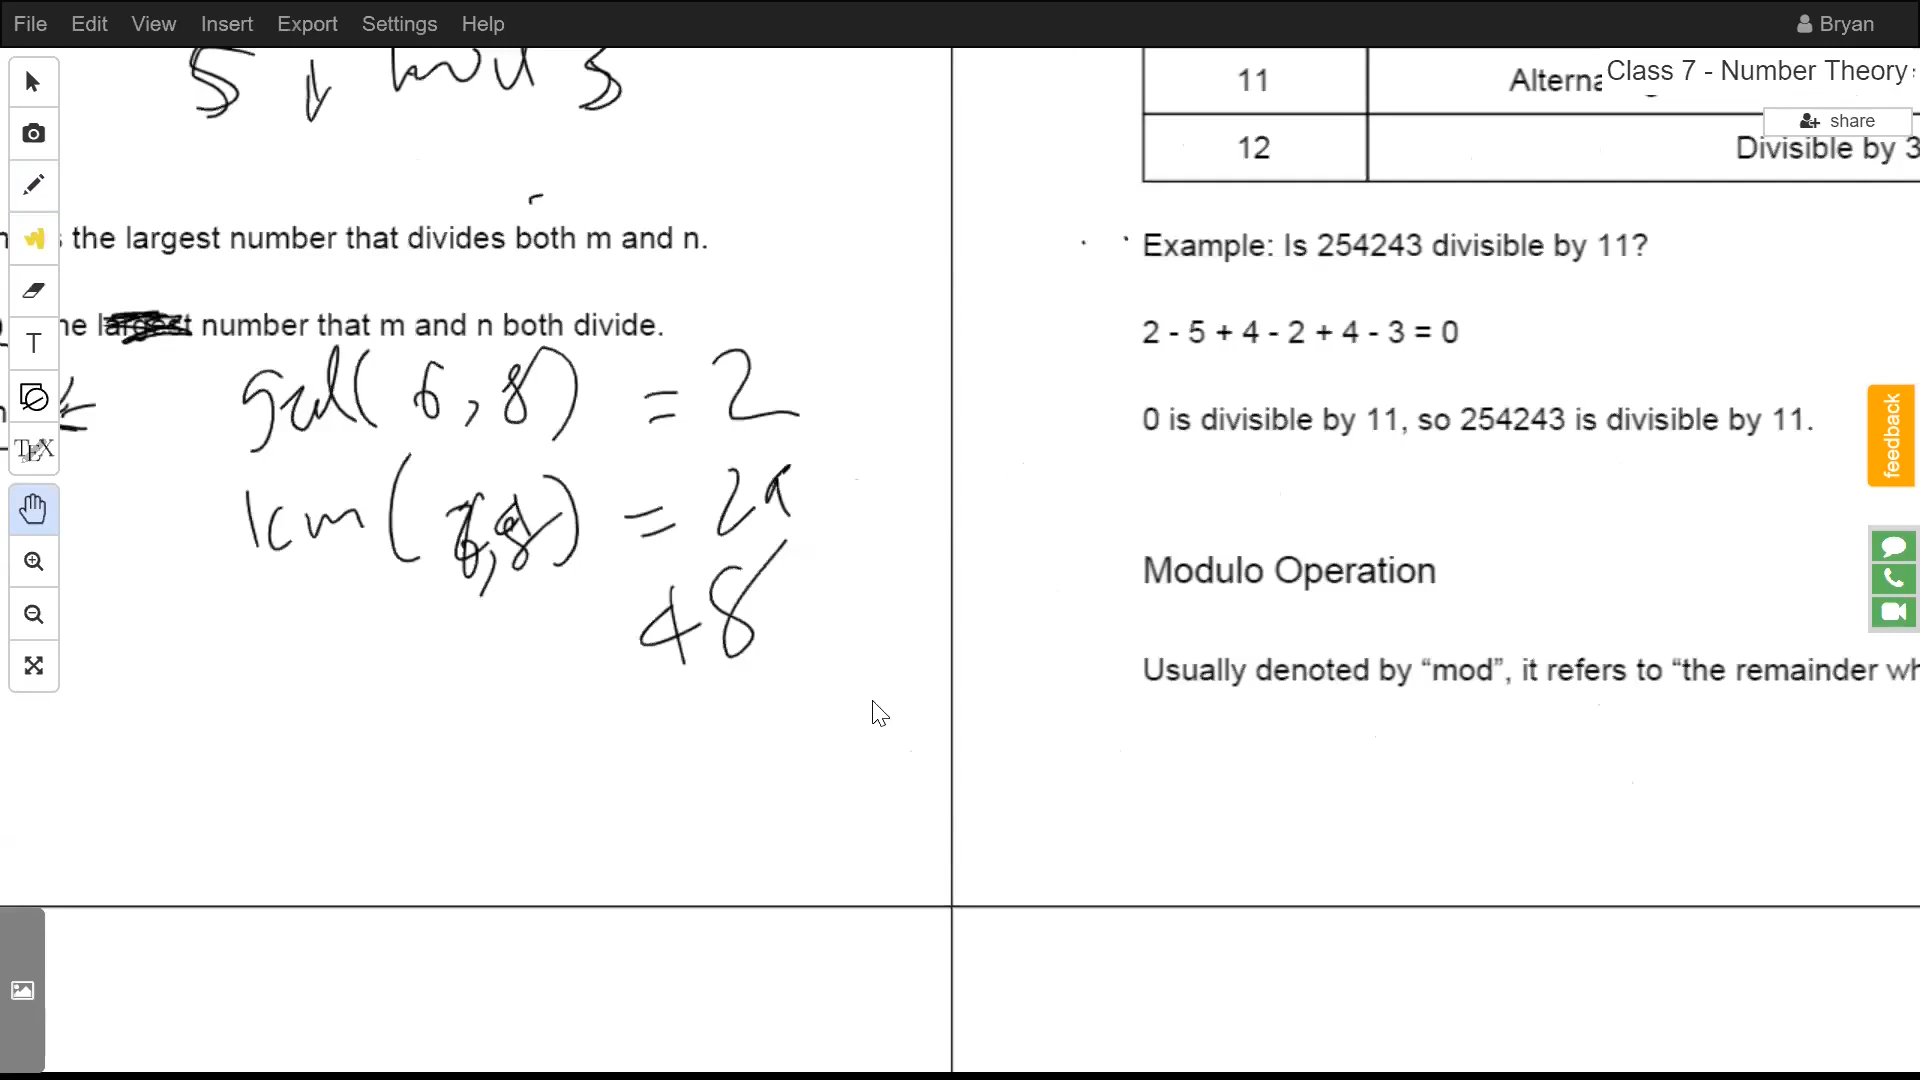 File Edit View Insert Export Settings Help Bryan
Class 7 - Number Theory
share
5 mod 3
the largest number that divides both m and n.
number that m and n both divide.
gcd( 6, 8) = 2
lcm( 6, 8) = 24
48
T
TEX
11 Alterna
12 Divisible by 3
Example: Is 254243 divisible by 11?
2 - 5 + 4 - 2 + 4 - 3 = 0
0 is divisible by 11, so 254243 is divisible by 11.
Modulo Operation
Usually denoted by “mod”, it refers to “the remainder wh
feedback